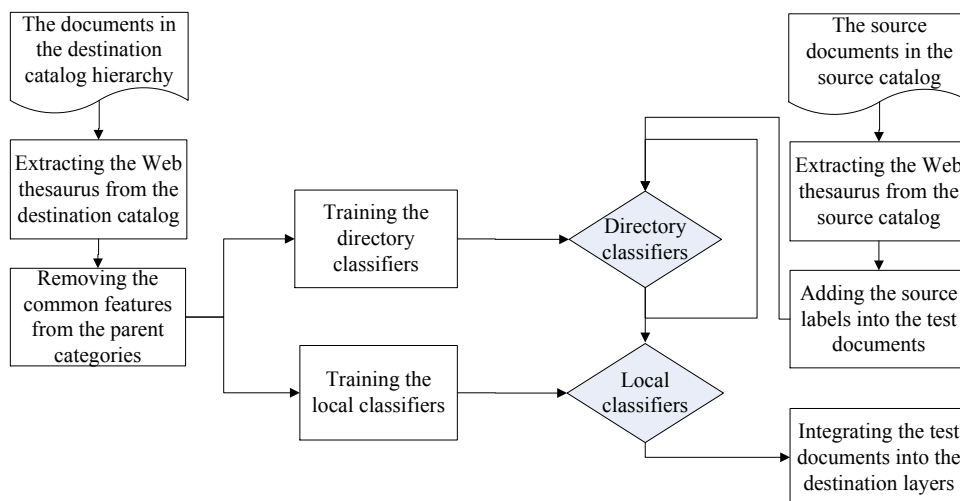 The documents in
the destination
catalog hierarchy
Extracting the Web
thesaurus from the
destination catalog
Removing the
common features
from the parent
categories
Training the
directory
classifiers
Training the
local classifiers
Directory
classifiers
Local
classifiers
The source
documents in the
source catalog
Extracting the Web
thesaurus from the
source catalog
Adding the source
labels into the test
documents
Integrating the test
documents into the
destination layers